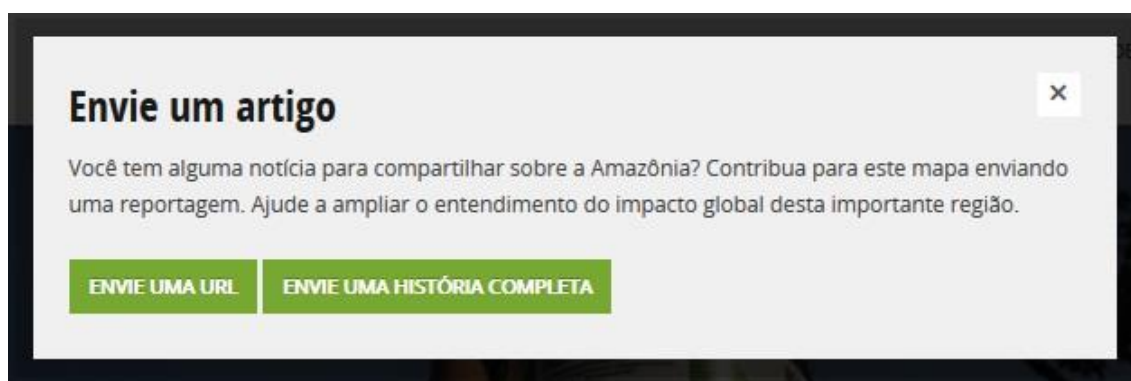 Envie um artigo
×
Você tem alguma notícia para compartilhar sobre a Amazônia? Contribua para este mapa enviando
uma reportagem. Ajude a ampliar o entendimento do impacto global desta importante região.
ENVIE UMA URL ENVIE UMA HISTÓRIA COMPLETA